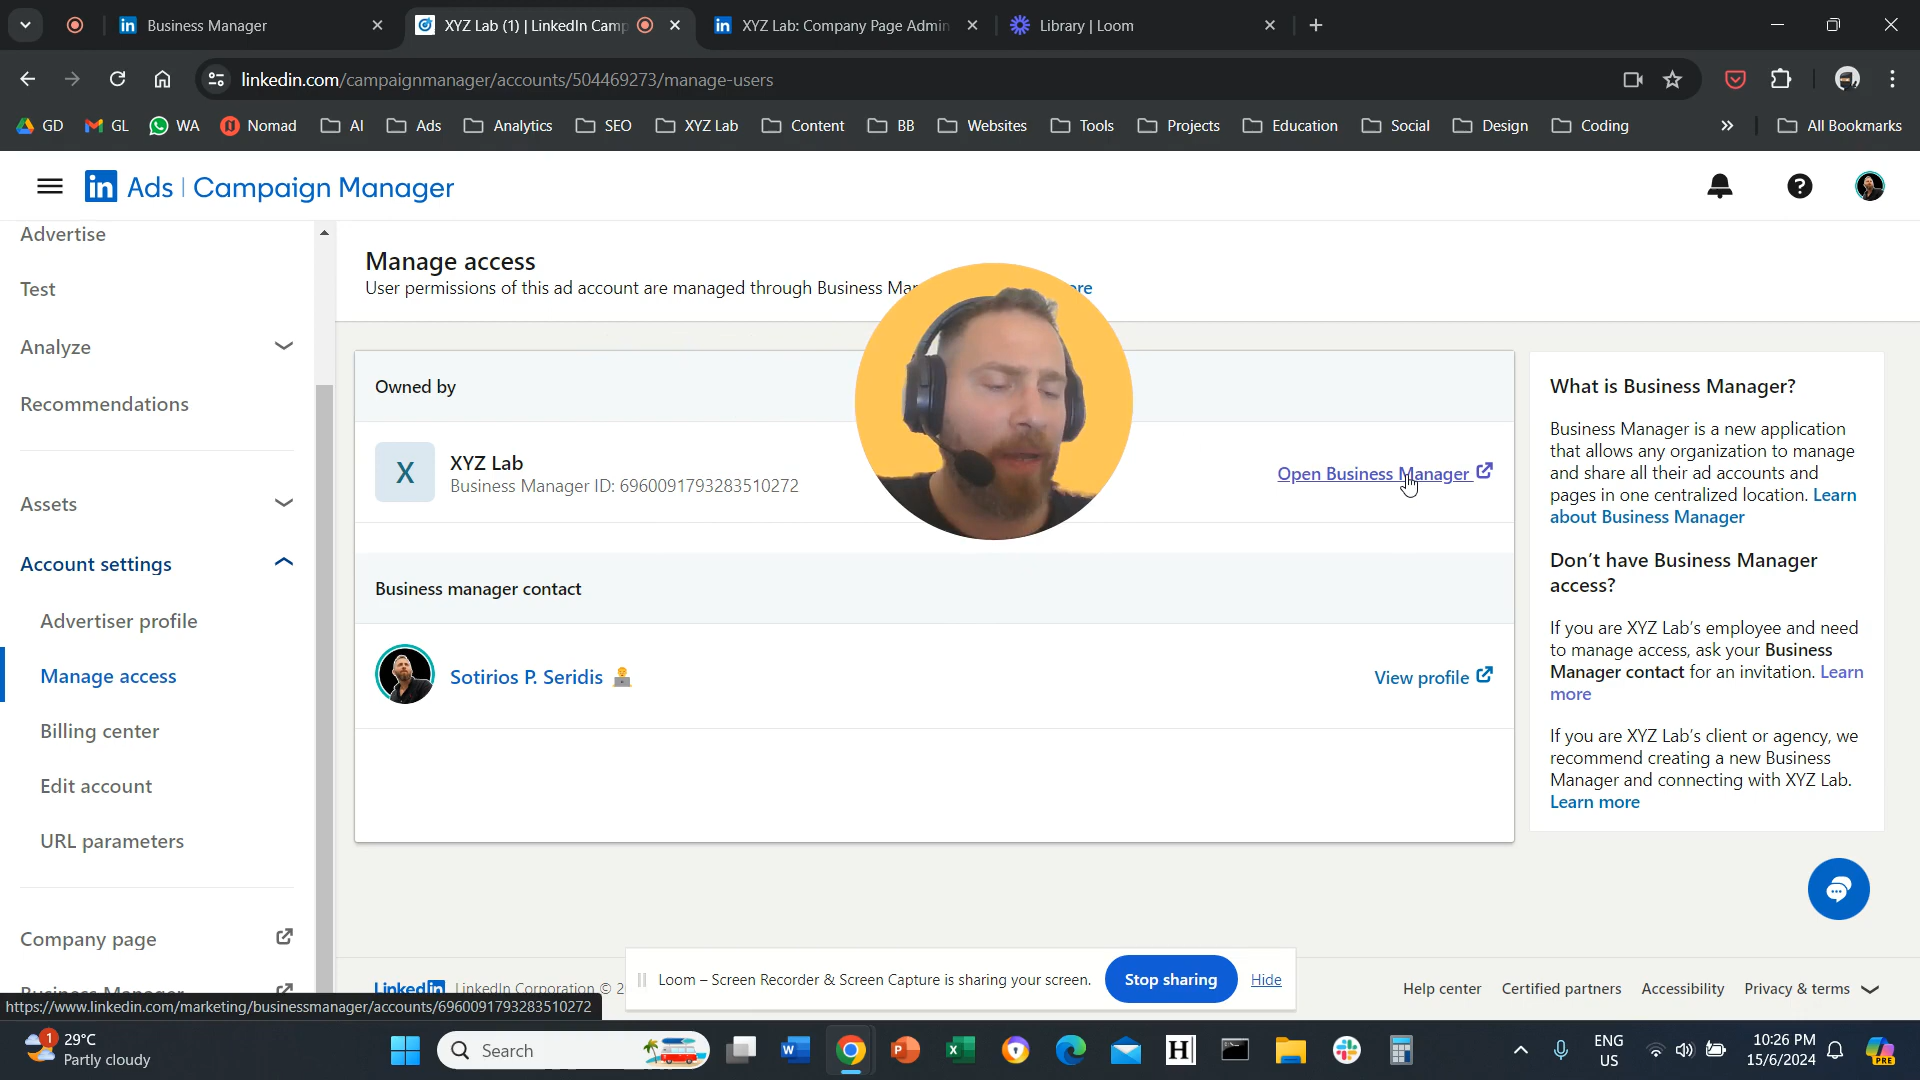 Business Manager
XYZ Lab (1) | LinkedIn Camp
XYZ Lab: Company Page Admin
Library | Loom
linkedin.com/campaignmanager/accounts/504469273/manage-users
GD
GL
WA
Nomad
AI
Ads
Analytics
SEO
XYZ Lab
Content
BB
Websites
Tools
Projects
Education
Social
Design
Coding
All Bookmarks
in Ads | Campaign Manager
Advertise
Test
Analyze
Recommendations
Assets
Account settings
Advertiser profile
Manage access
Billing center
Edit account
URL parameters
Company page
Business Manager
https://www.linkedin.com/marketing/businessmanager/accounts/6960091793283510272
Manage access
User permissions of this ad account are managed through Business
Owned by
X
XYZ Lab
Business Manager ID: 6960091793283510272
Open Business Manager
Business manager contact
Sotirios P. Seridis
View profile
What is Business Manager?
Business Manager is a new application
that allows any organization to manage
and share all their ad accounts and
pages in one centralized location. Learn
about Business Manager
Don't have Business Manager
access?
If you are XYZ Lab's employee and need
to manage access, ask your Business
Manager contact for an invitation. Learn
more
If you are XYZ Lab's client or agency, we
recommend creating a new Business
Manager and connecting with XYZ Lab.
Learn more
LinkedIn LinkedIn Corporation © 2
Loom – Screen Recorder & Screen Capture is sharing your screen.
Stop sharing
Hide
Help center
Certified partners
Accessibility
Privacy & terms
1
29°C
Partly cloudy
Search
ENG
US
10:26 PM
15/6/2024
PRE